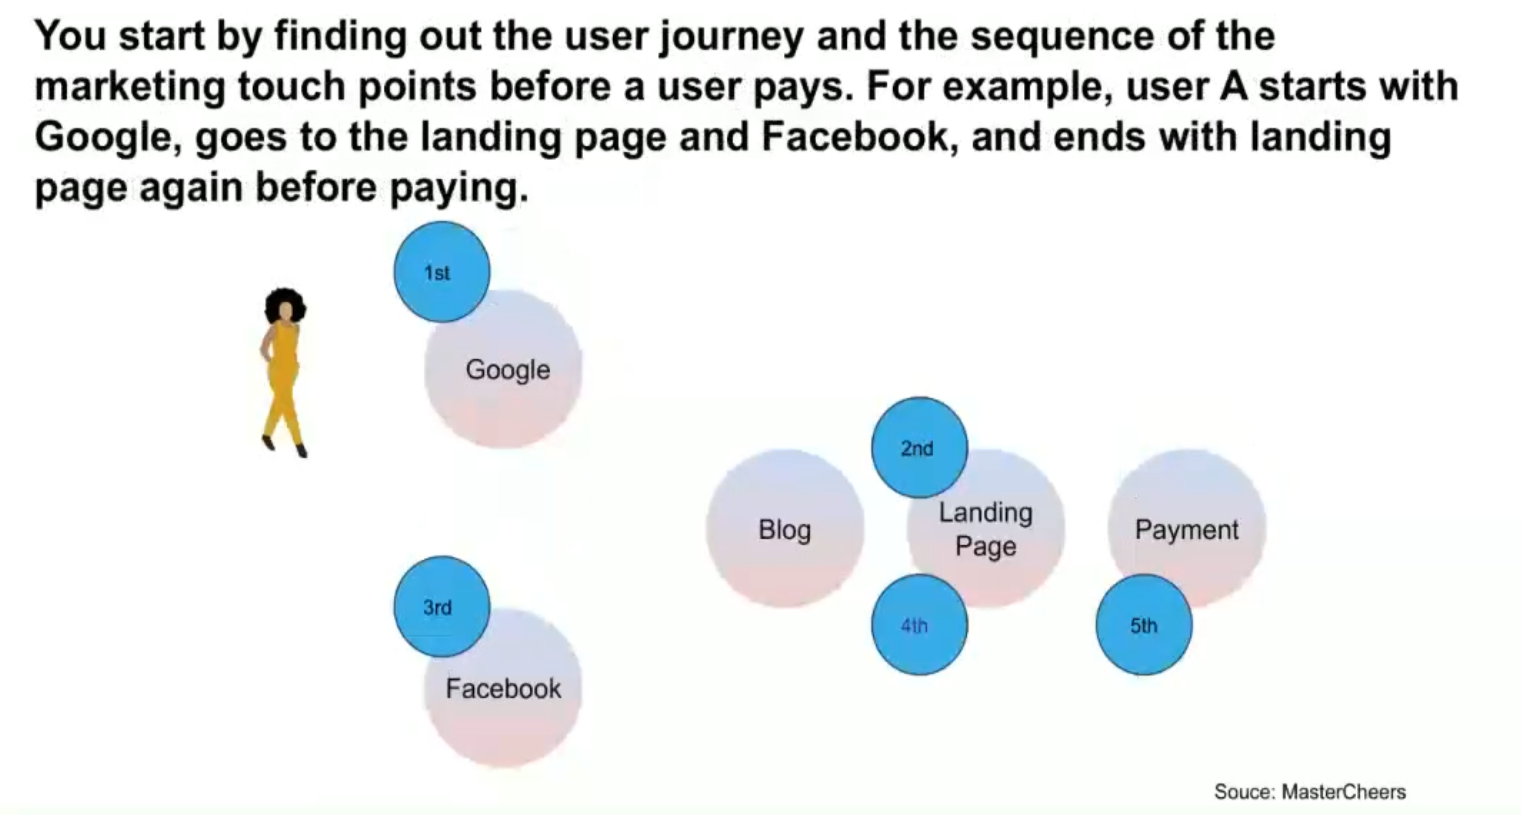 You start by finding out the user journey and the sequence of the
marketing touch points before a user pays. For example, user A starts with
Google, goes to the landing page and Facebook, and ends with landing
page again before paying.
1st
Google
2nd
Blog
Landing
Page
Payment
3rd
4th
5th
Facebook
Souce: MasterCheers